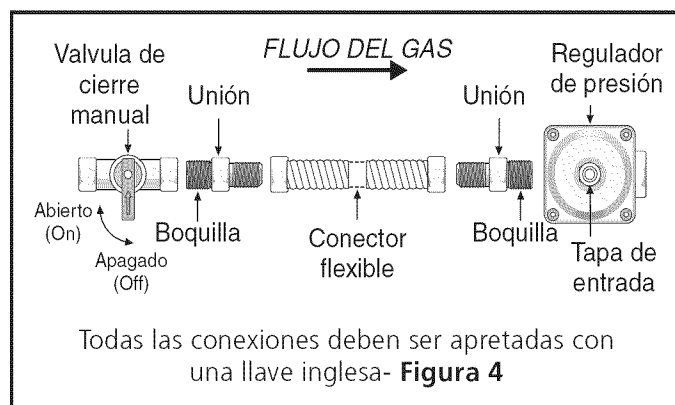 FLUJO DEL GAS
Valvula de
cierre
manual
Unión
Unión
Regulador
de presión
Abierto
(On)
Apagado
(Off)
Boquilla
Conector
flexible
Boquilla
Tapa de
entrada
Todas las conexiones deben ser apretadas con
una llave inglesa- Figura 4